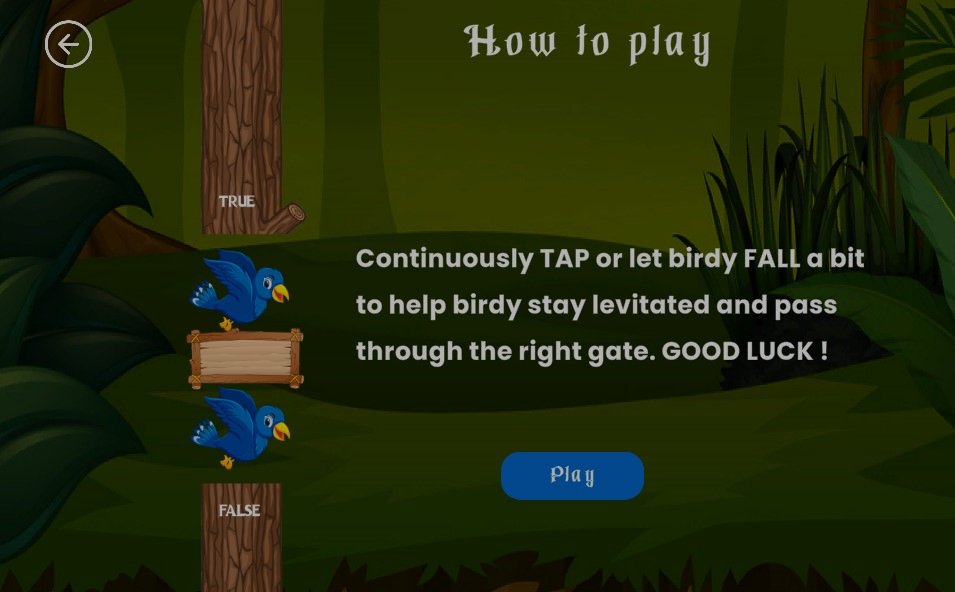 How to play
TRUE
Continuously TAP or let birdy FALL a bit
to help birdy stay levitated and pass
through the right gate. GOOD LUCK !
Play
FALSE